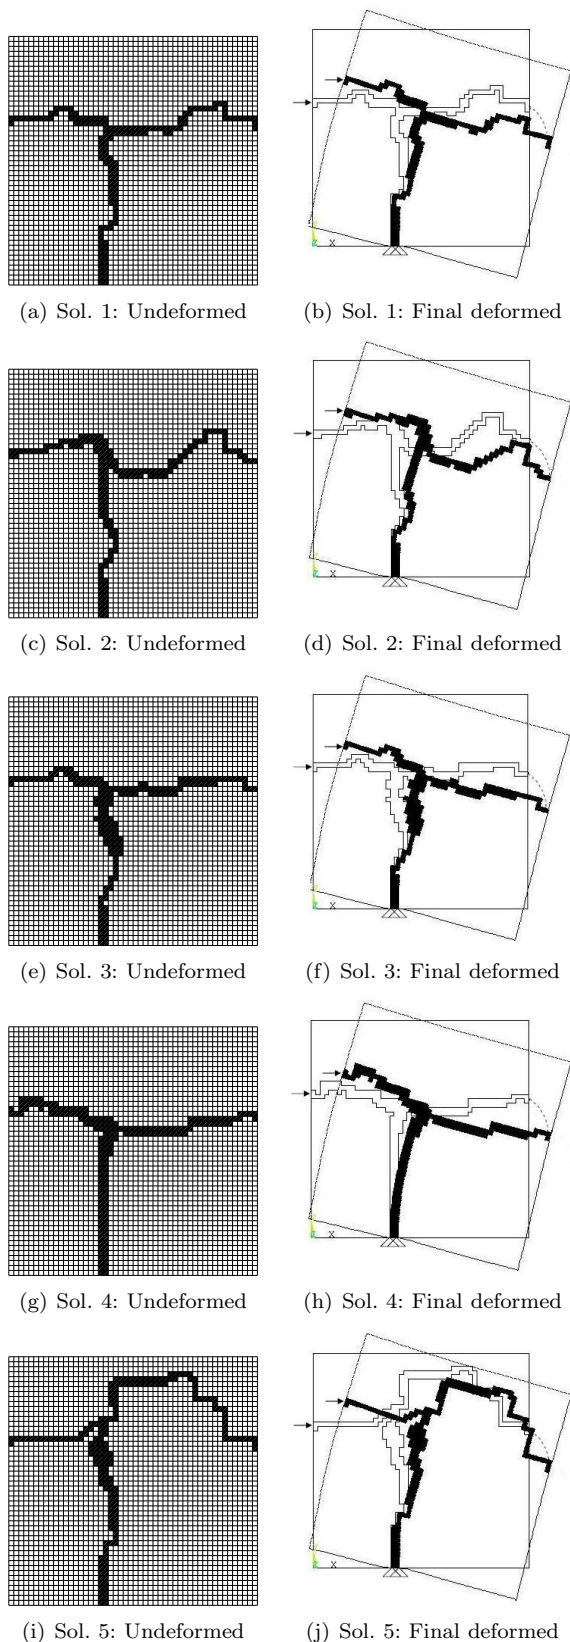 (a) Sol. 1: Undeformed
(b) Sol. 1: Final deformed
Z X
(c) Sol. 2: Undeformed
(d) Sol. 2: Final deformed
Z X
(e) Sol. 3: Undeformed
(f) Sol. 3: Final deformed
Z X
(g) Sol. 4: Undeformed
(h) Sol. 4: Final deformed
Z X
(i) Sol. 5: Undeformed
(j) Sol. 5: Final deformed
Z X